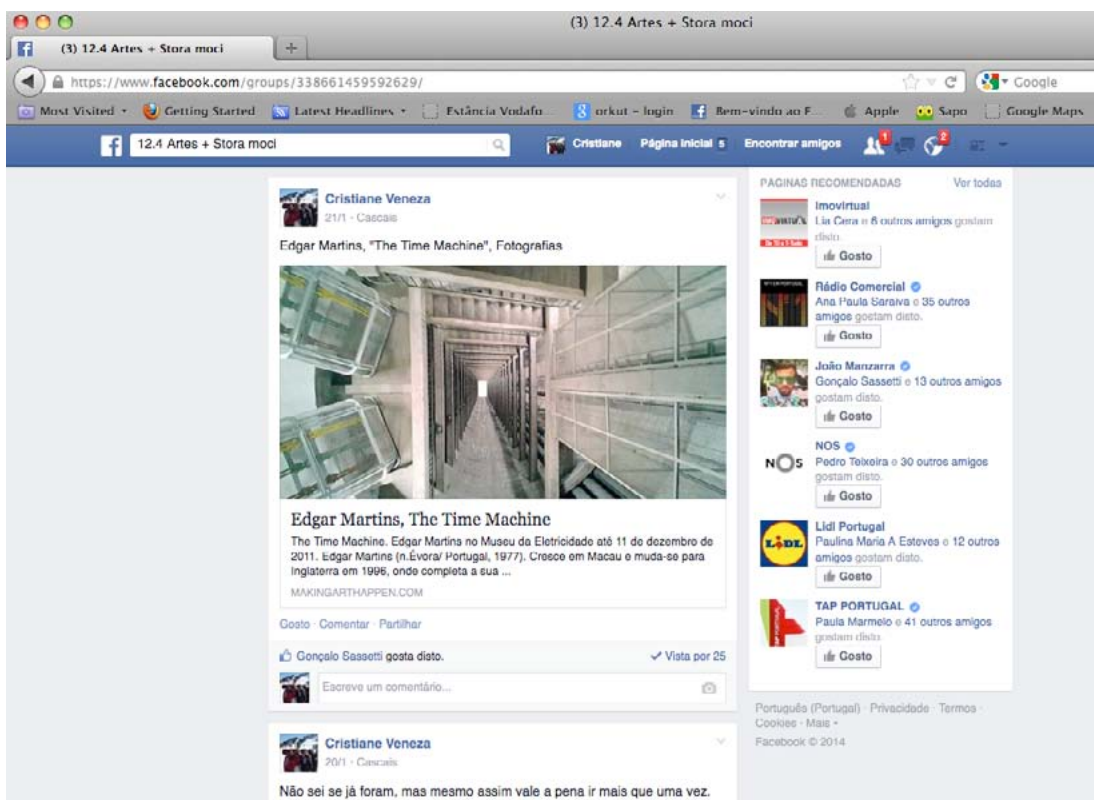 (3) 12.4 Artes + Stora moci
(3) 12.4 Artes + Stora moci
https://www.facebook.com/groups/338661459592629/
Google
Most Visited
Getting Started
Latest Headlines
Estância Vodafo...
orkut - login
Bem-vindo ao F...
Apple
Sapo
Google Maps
12.4 Artes + Stora moci
Cristiane
Página Inicial 5
Encontrar amigos
1
2
Cristiane Veneza
21/1 · Cascais
Edgar Martins, "The Time Machine", Fotografias
Edgar Martins, The Time Machine
The Time Machine. Edgar Martins no Museu da Eletricidade até 11 de dezembro de
2011. Edgar Martins (n.Évora/ Portugal, 1977). Cresce em Macau e muda-se para
Inglaterra em 1996, onde completa a sua ...
MAKINGARTHAPPEN.COM
Gosto · Comentar · Partilhar
Gonçalo Sassetti gosta disto.
Vista por 25
Escreve um comentário...
Cristiane Veneza
20/1 · Cascais
Não sei se já foram, mas mesmo assim vale a pena ir mais que uma vez.
PÁGINAS RECOMENDADAS
Ver todas
Imovirtual
Lia Cera e 6 outros amigos gostam
disto.
Gosto
Rádio Comercial
Ana Paula Saraiva e 35 outros
amigos gostam disto.
Gosto
João Manzarra
Gonçalo Sassetti e 13 outros amigos
gostam disto.
Gosto
NOS
NOS
Pedro Teixeira e 30 outros amigos
gostam disto.
Gosto
Lidl Portugal
LIDL
Paulina Maria A Esteves e 12 outros
amigos gostam disto.
Gosto
TAP PORTUGAL
Paula Marmelo e 41 outros amigos
gostam disto.
Gosto
Português (Portugal) · Privacidade · Termos ·
Cookies · Mais
Facebook © 2014